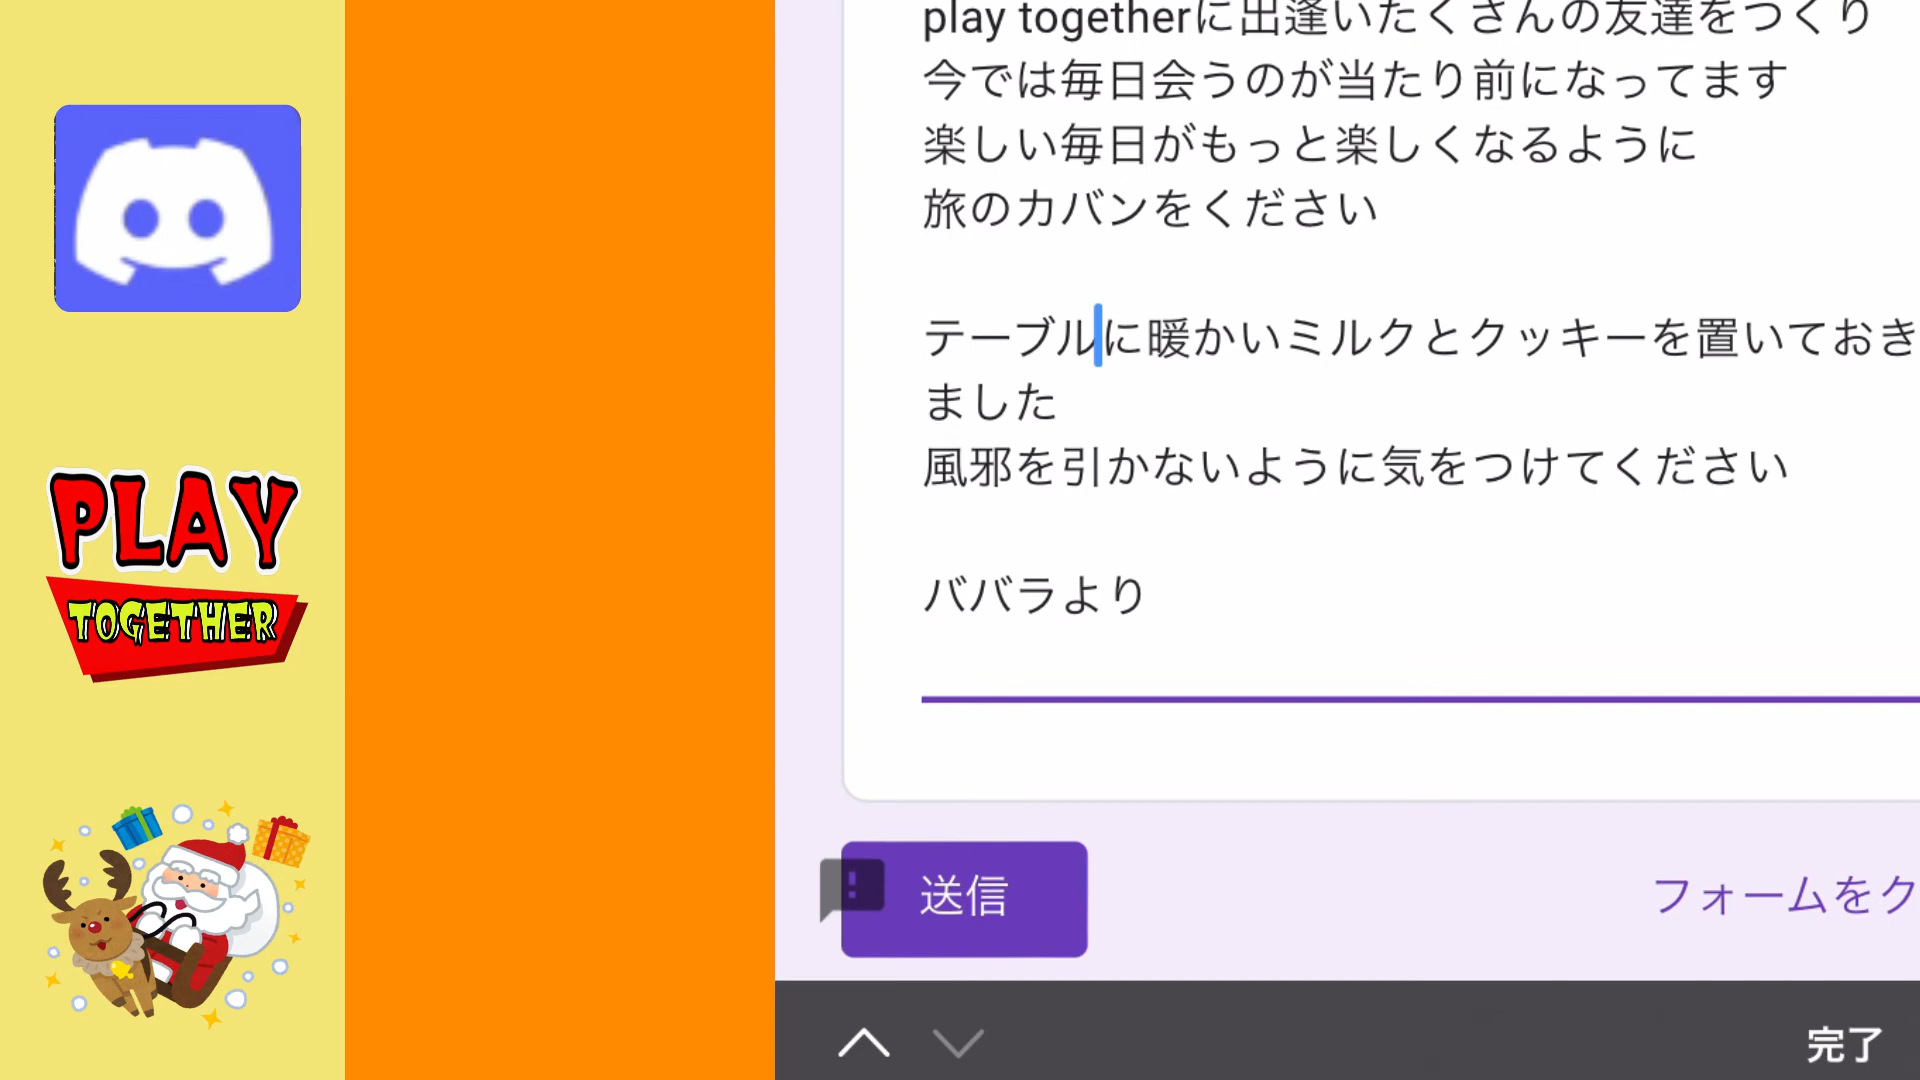 PLAY
TOGETHER
play togetherに出逢いたくさんの友達をつくり
今では毎日会うのが当たり前になってます
楽しい毎日がもっと楽しくなるように
旅のカバンをください
テーブルに暖かいミルクとクッキーを置いておき
ました
風邪を引かないように気をつけてください
ババラより
送信
フォームをク
完了